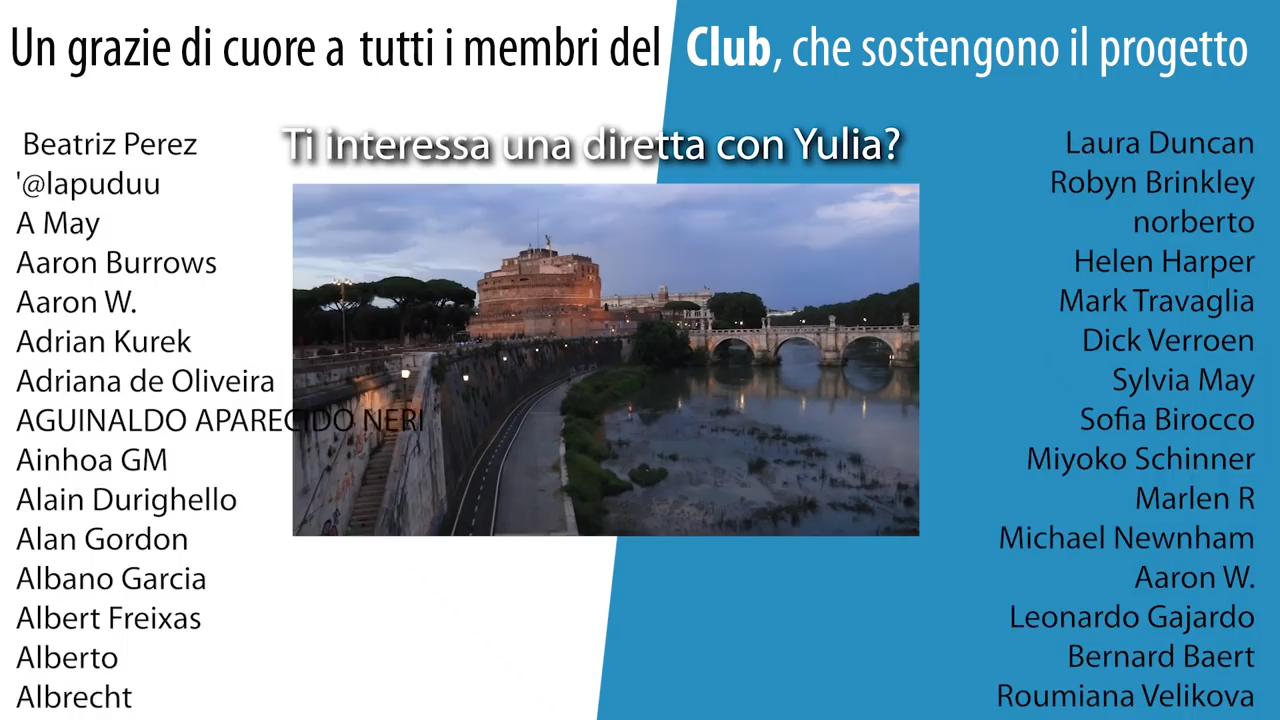 Un grazie di cuore a tutti i membri del Club, che sostengono il progetto
Ti interessa una diretta con Yulia?
Beatriz Perez
'@lapuduu
A May
Aaron Burrows
Aaron W.
Adrian Kurek
Adriana de Oliveira
AGUINALDO APARECIDO NERI
Ainhoa GM
Alain Durighello
Alan Gordon
Albano Garcia
Albert Freixas
Alberto
Albrecht
Laura Duncan
Robyn Brinkley
norberto
Helen Harper
Mark Travaglia
Dick Verroen
Sylvia May
Sofia Birocco
Miyoko Schinner
Marlen R
Michael Newnham
Aaron W.
Leonardo Gajardo
Bernard Baert
Roumiana Velikova